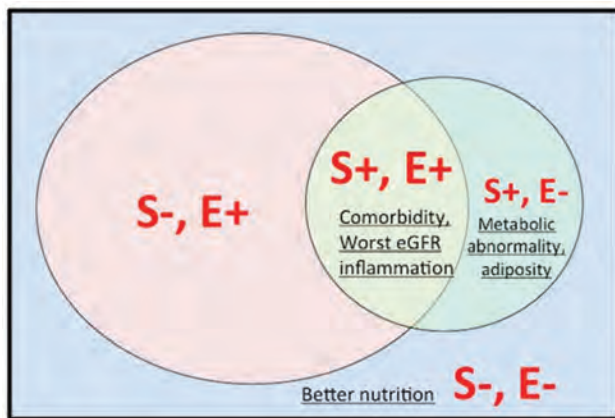 S-, E+
S+, E+
Comorbidity,
Worst eGFR
inflammation
S+, E-
Metabolic
abnormality,
adiposity
Better nutrition S-, E-